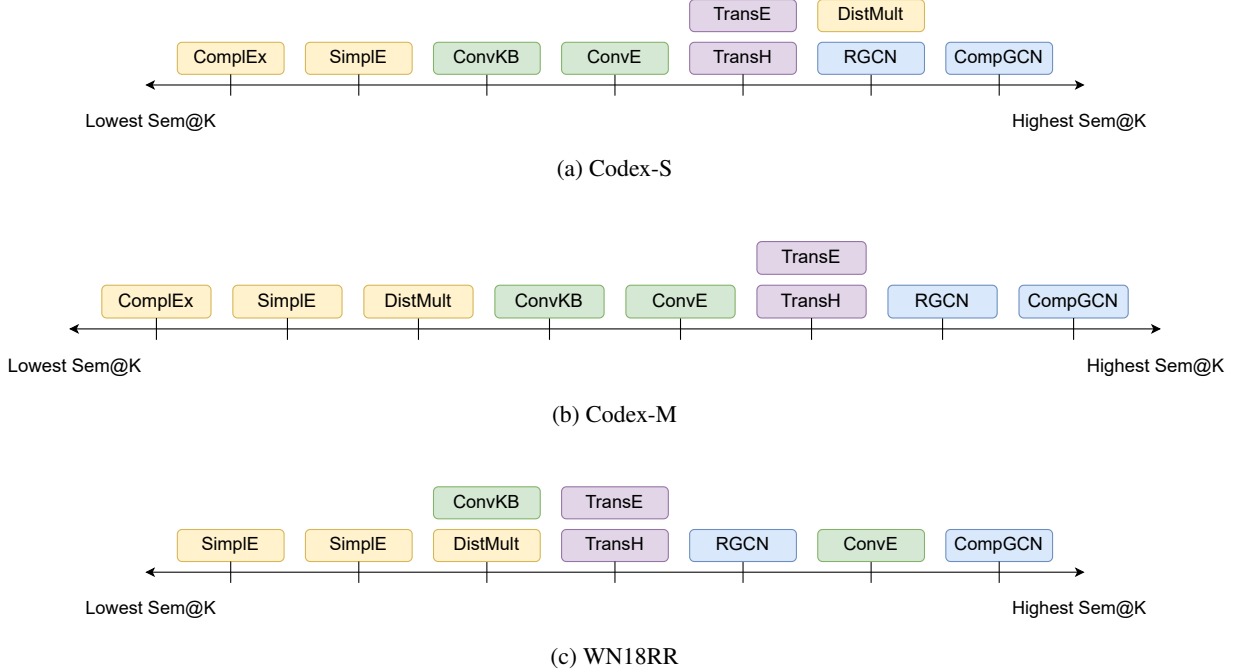 TransE DistMult
ComplEx SimplE ConvKB ConvE TransH RGCN CompGCN
Lowest Sem@K Highest Sem@K
(a) Codex-S
TransE
ComplEx SimplE DistMult ConvKB ConvE TransH RGCN CompGCN
Lowest Sem@K Highest Sem@K
(b) Codex-M
ConvKB TransE
SimplE SimplE DistMult TransH RGCN ConvE CompGCN
Lowest Sem@K Highest Sem@K
(c) WN18RR